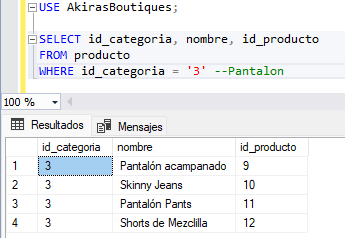 USE AkirasBoutiques;
SELECT id_categoria, nombre, id_producto
FROM producto
WHERE id_categoria = '3' --Pantalon
100 %
Resultados Mensajes
id_categoria nombre id_producto
1 3 Pantalón acampanado 9
2 3 Skinny Jeans 10
3 3 Pantalón Pants 11
4 3 Shorts de Mezclilla 12